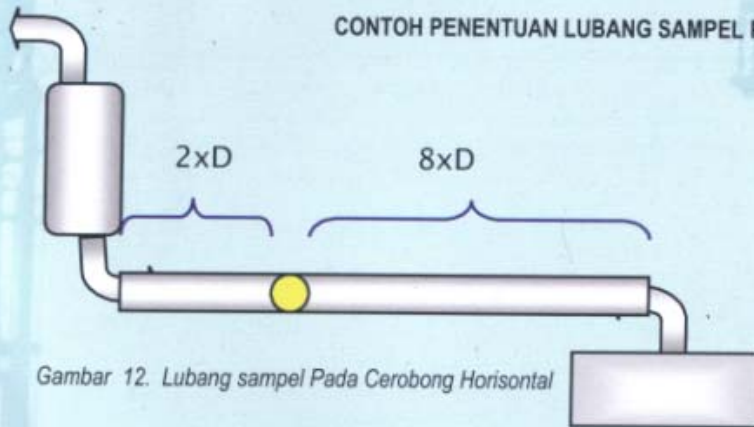 CONTOH PENENTUAN LUBANG SAMPEL
2xD 8xD
Gambar 12. Lubang sampel Pada Cerobong Horisontal